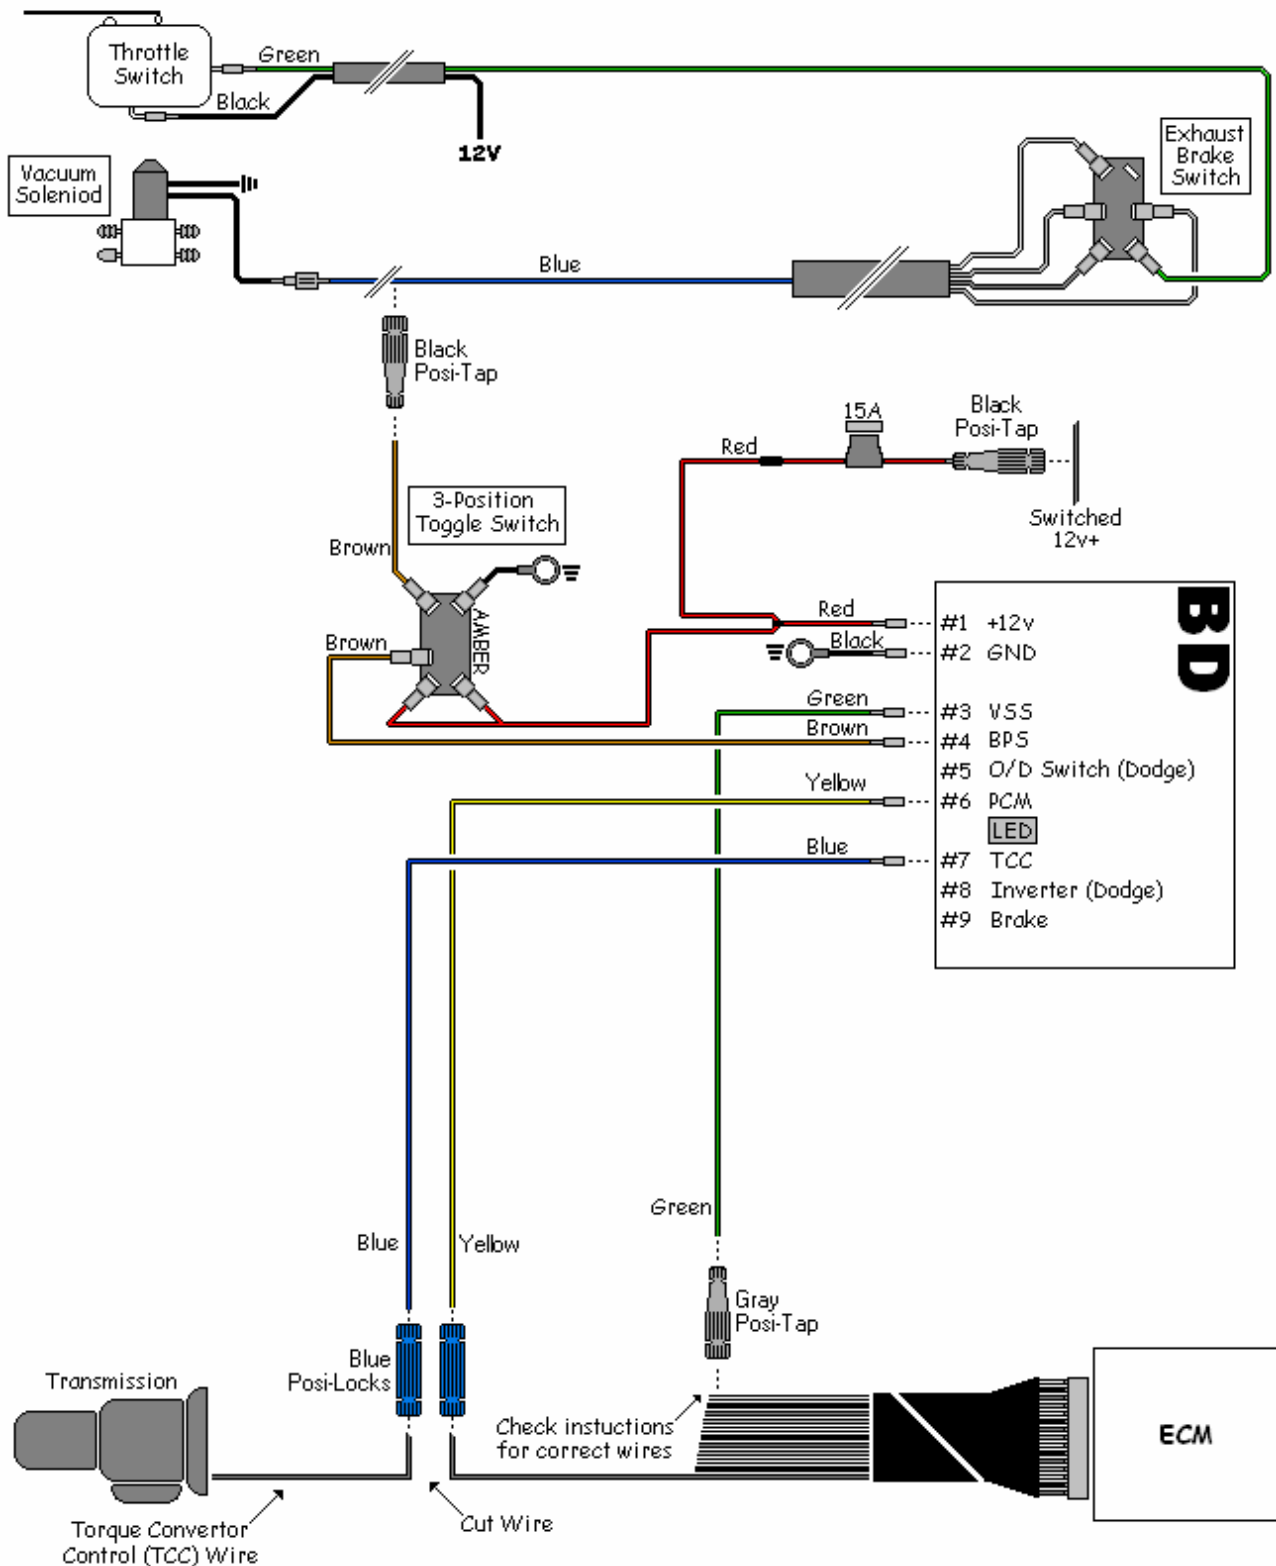 Throttle
Switch
Green
Black
12V
Vacuum
Soleniod
Exhaust
Brake
Switch
Blue
Black
Posi-Tap
15A
Black
Posi-Tap
Red
Switched
12v+
3-Position
Toggle Switch
Brown
AMBER
Brown
BD
Red
#1 +12v
Black
#2 GND
Green
#3 VSS
Brown
#4 BPS
#5 O/D Switch (Dodge)
Yellow
#6 PCM
LED
Blue
#7 TCC
#8 Inverter (Dodge)
#9 Brake
Green
Blue
Yellow
Gray
Posi-Tap
Blue
Posi-Locks
Transmission
Check instuctions
for correct wires
ECM
Cut Wire
Torque Convertor
Control (TCC) Wire